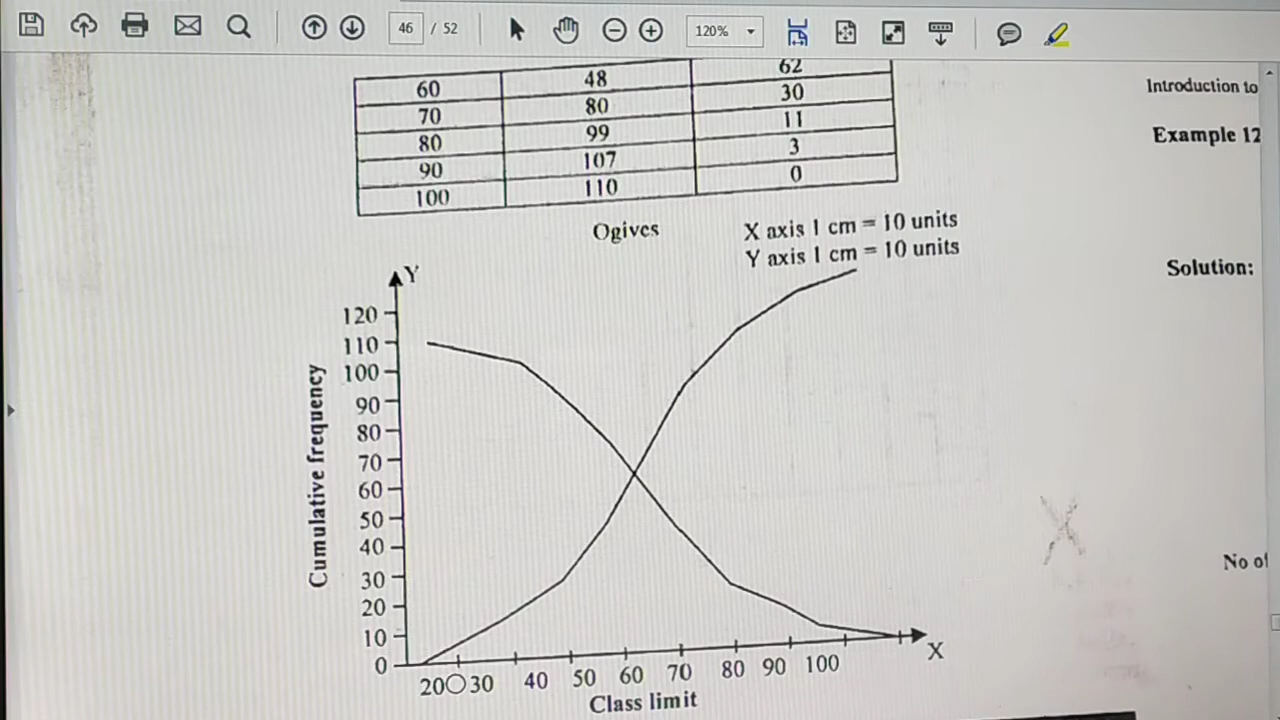 46 / 52 120%
60 48 62
70 80 30
80 99 11
90 107 3
100 110 0
Ogives
X axis 1 cm = 10 units
Y axis 1 cm = 10 units
Y
120
110
100
90
80
70
60
50
40
30
20
10
0
Cumulative frequency
20 30 40 50 60 70 80 90 100
X
Class limit
Introduction to
Example 12
Solution:
No of